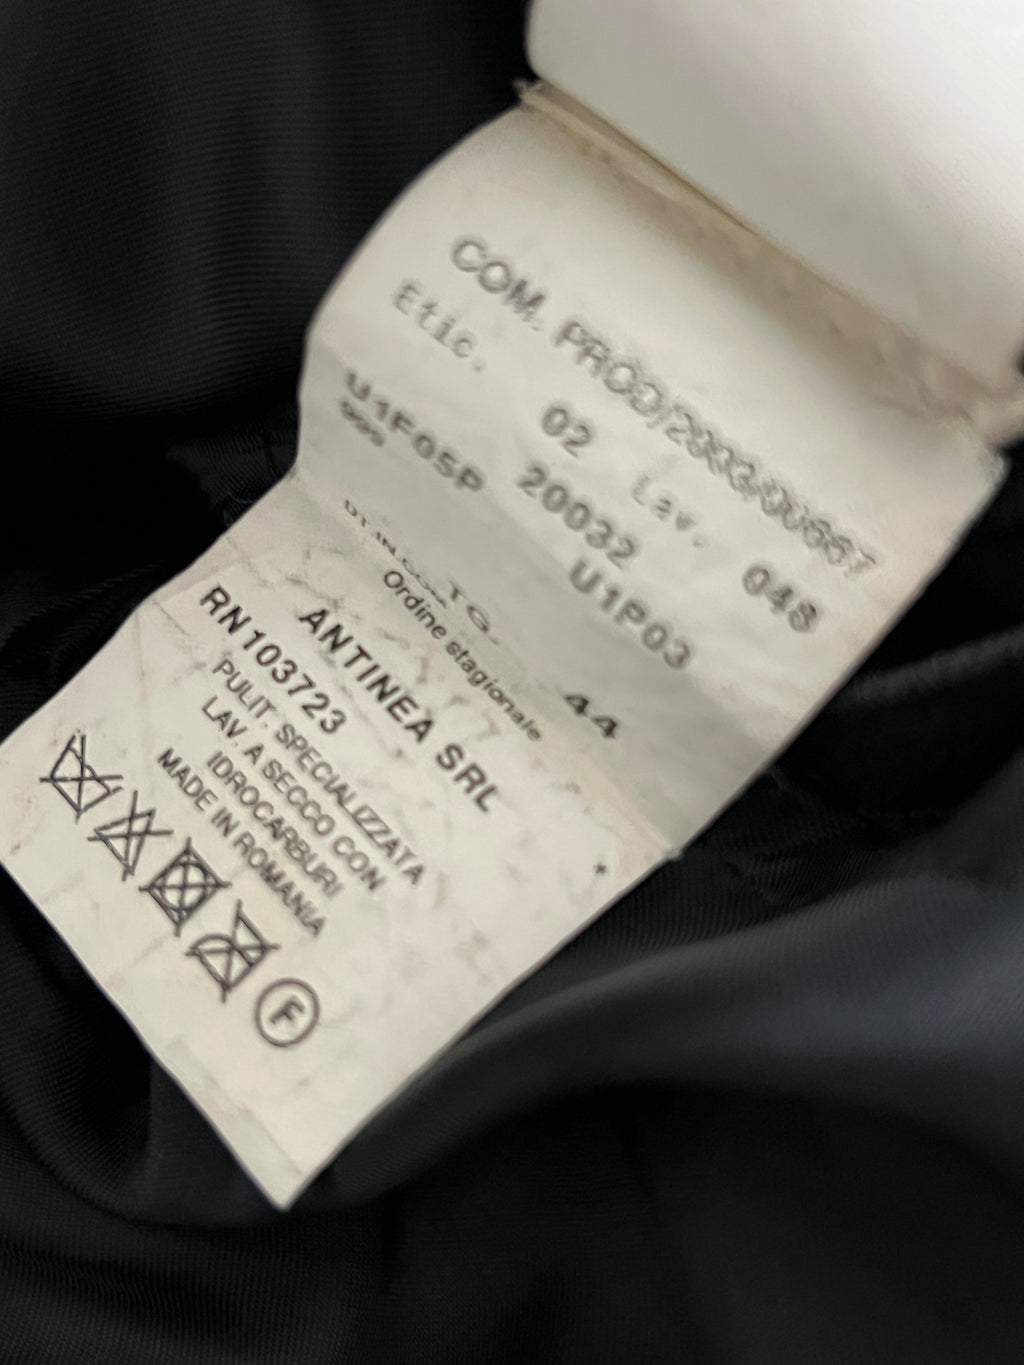 COM. PROD/2003/00667
Etic. 02 Lav. 048
U1F05P 20032 U1P03
999
TG. 44
Ordine stagionale
ANTINEA SRL
RN103723
PULIT. SPECIALIZZATA
LAV. A SECCO CON
IDROCARBURI
MADE IN ROMANIA
F